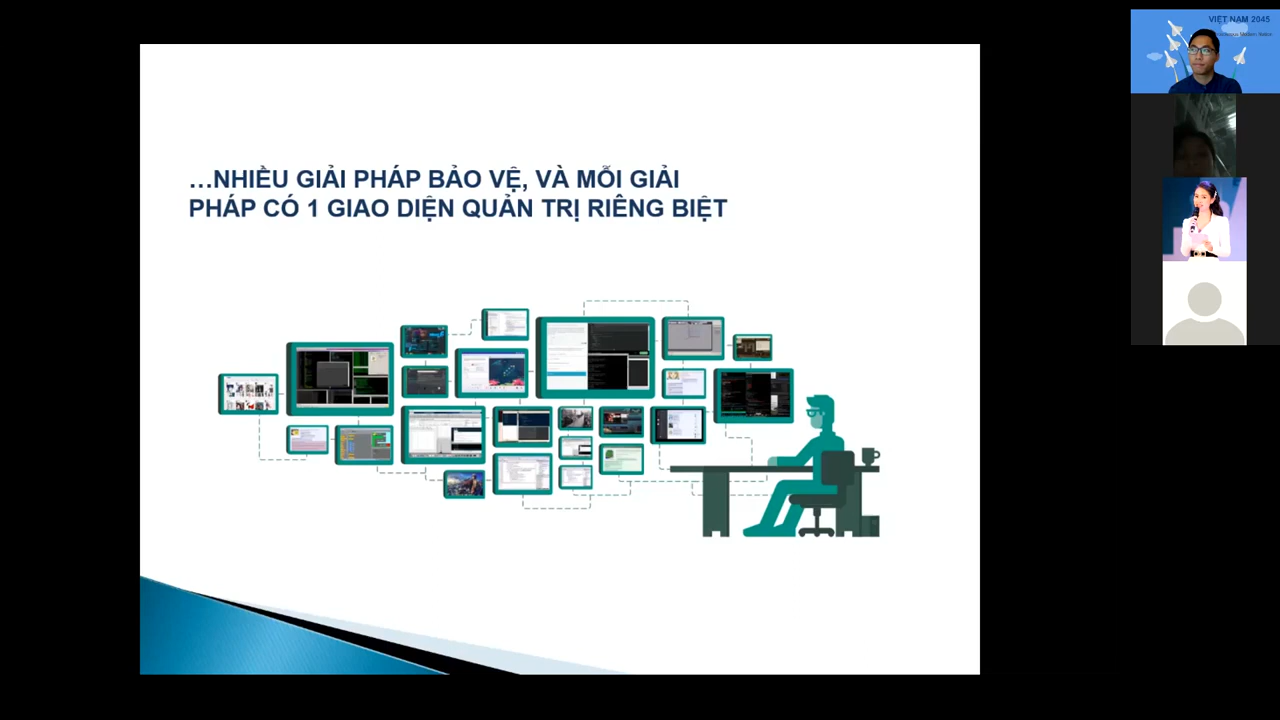 …NHIỀU GIẢI PHÁP BẢO VỆ, VÀ MỖI GIẢI
PHÁP CÓ 1 GIAO DIỆN QUẢN TRỊ RIÊNG BIỆT
VIỆT NAM 2045